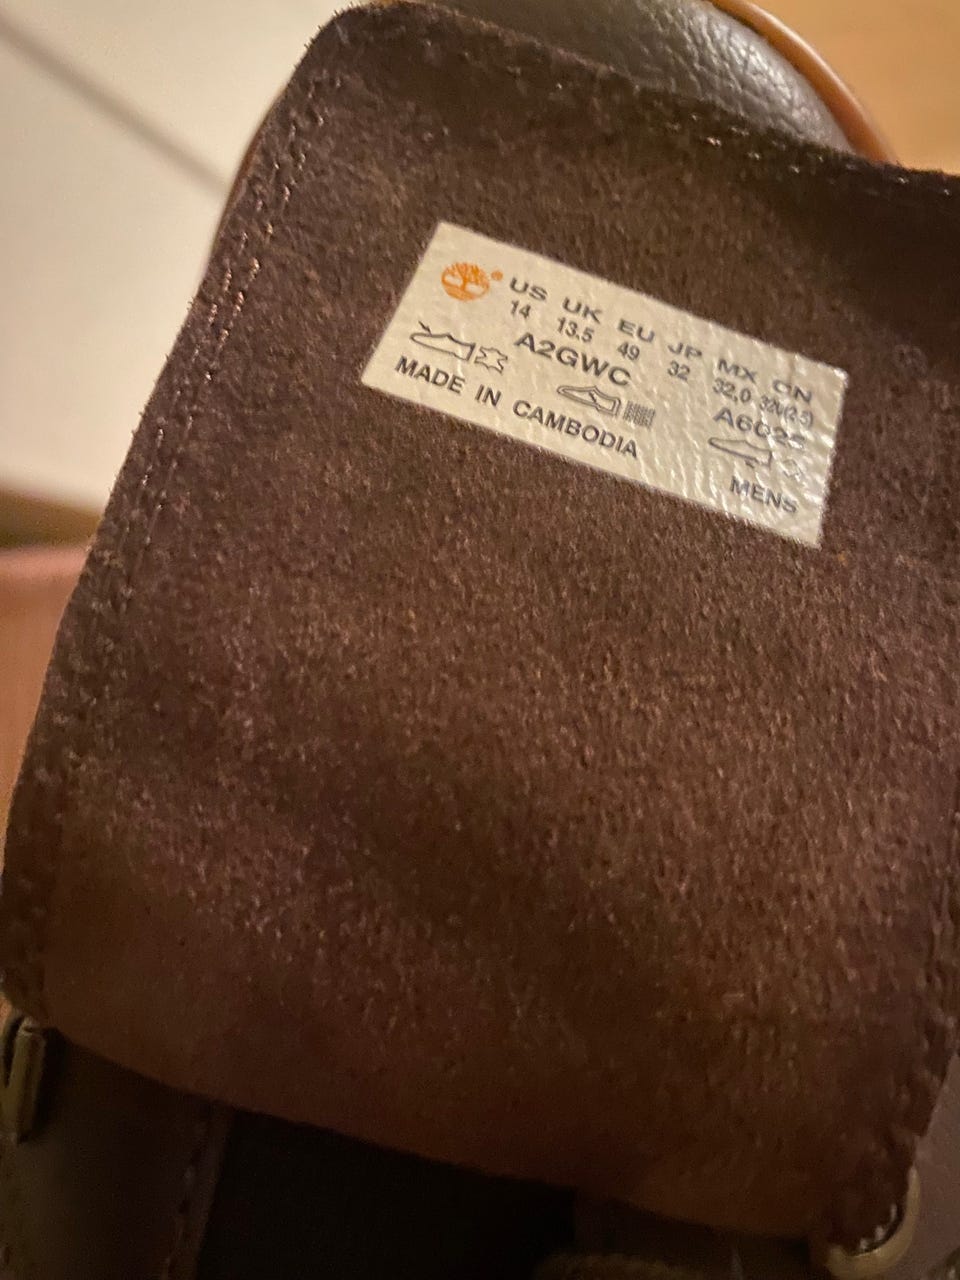 US UK EU JP MX CN
14 13.5 49 32 32,0
A2GWC
MADE IN CAMBODIA MENS